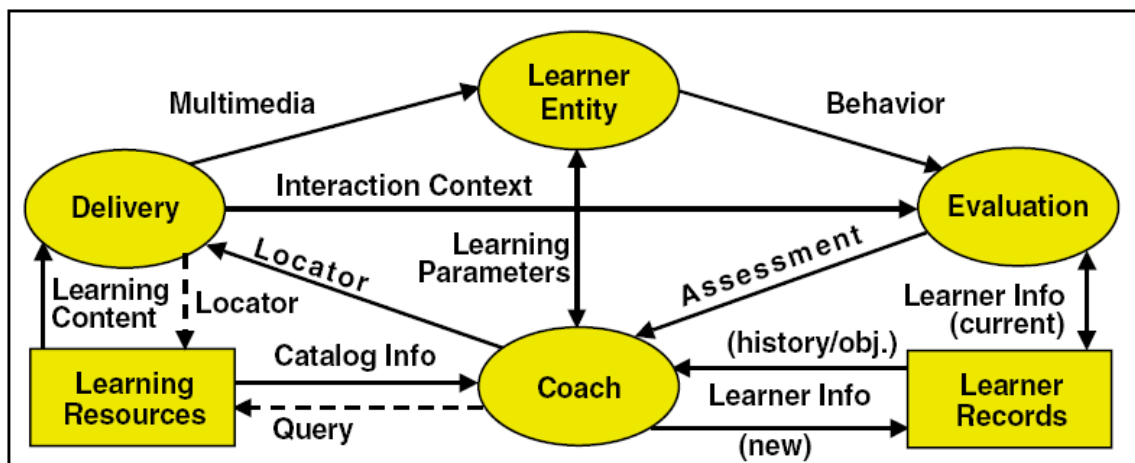 Learner
Entity
Multimedia
Behavior
Delivery
Interaction Context
Evaluation
Learning
Parameters
Locator
Assessment
Learning
Content
Locator
Learner Info
(current)
Catalog Info
(history/obj.)
Learning
Resources
Coach
Learner Info
Learner
Records
Query
(new)